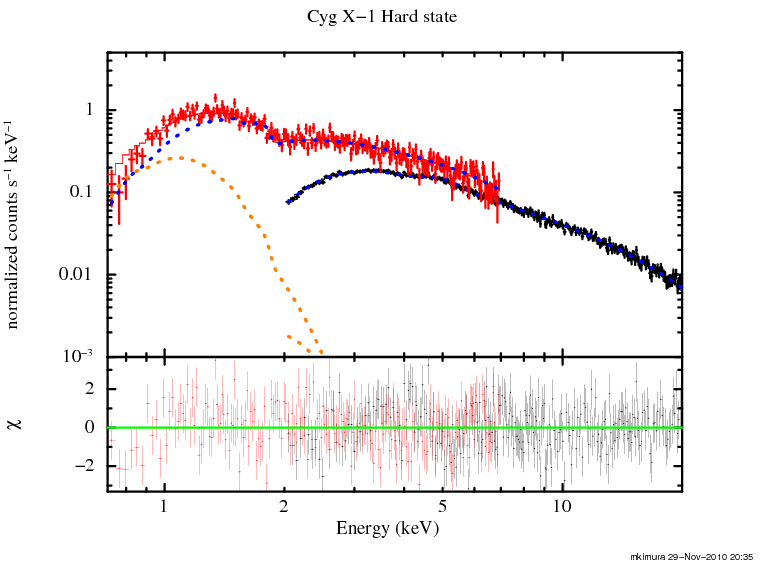 Cyg X−1 Hard state
normalized counts s⁻¹ keV⁻¹
1
0.1
0.01
10⁻³
χ
2
0
−2
1
2
5
10
Energy (keV)
mkimura 29−Nov−2010 20:35